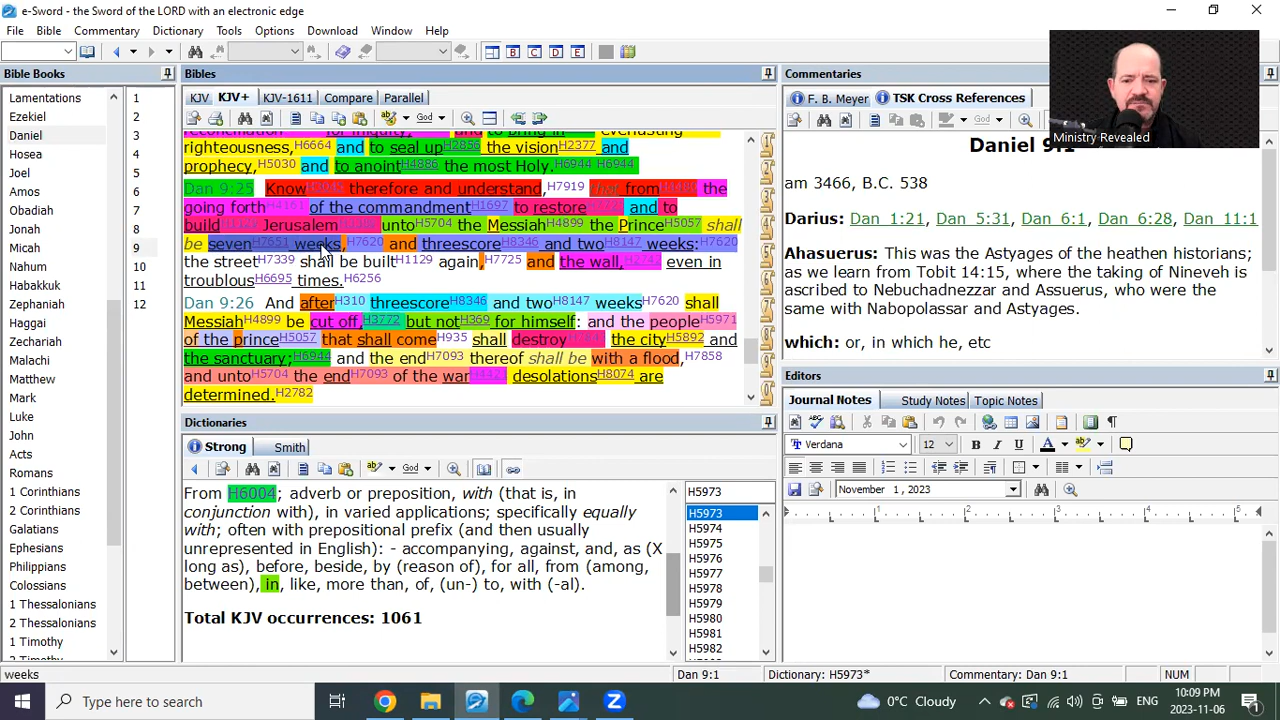 e-Sword - the Sword of the LORD with an electronic edge
File Bible Commentary Dictionary Tools Options Download Window Help
B C D E
Bible Books
Lamentations
Ezekiel
Daniel
Hosea
Joel
Amos
Obadiah
Jonah
Micah
Nahum
Habakkuk
Zephaniah
Haggai
Zechariah
Malachi
Matthew
Mark
Luke
John
Acts
Romans
1 Corinthians
2 Corinthians
Galatians
Ephesians
Philippians
Colossians
1 Thessalonians
2 Thessalonians
1 Timothy
1
2
3
4
5
6
7
8
9
10
11
12
Bibles
KJV KJV+ KJV-1611 Compare Parallel
God
for iniquity, and to bring in everlasting
righteousness,H6664 and to seal upH2856 the visionH2377 and
prophecy,H5030 and to anointH4886 the most Holy.H6944 H6944
Dan 9:25 Know therefore and understand,H7919 that from the
going forth of the commandmentH1697 to restore and to
build Jerusalem untoH5704 the MessiahH4899 the PrinceH5057 shall
be sevenH7651 weeks,H7620 and threescoreH8346 and twoH8147 weeks:H7620
the streetH7339 shall be builtH1129 again,H7725 and the wall,H2742 even in
troublousH6695 times.H6256
Dan 9:26 And afterH310 threescoreH8346 and twoH8147 weeksH7620 shall
MessiahH4899 be cut off,H3772 but notH369 for himself: and the peopleH5971
of the princeH5057 that shall comeH935 shall destroy the cityH5892 and
the sanctuary;H6944 and the endH7093 thereof shall be with a flood,H7858
and untoH5704 the endH7093 of the war desolationsH8074 are
determined.H2782
Dictionaries
Strong Smith
God
From H6004; adverb or preposition, with (that is, in
conjunction with), in varied applications; specifically equally
with; often with prepositional prefix (and then usually
unrepresented in English): - accompanying, against, and, as (X
long as), before, beside, by (reason of), for all, from (among,
between), in, like, more than, of, (un-) to, with (-al).
Total KJV occurrences: 1061
H5973
H5973
H5974
H5975
H5976
H5977
H5978
H5979
H5980
H5981
H5982
Commentaries
F. B. Meyer TSK Cross References
God
Ministry Revealed
Daniel 9:1
am 3466, B.C. 538
Darius: Dan 1:21, Dan 5:31, Dan 6:1, Dan 6:28, Dan 11:1
Ahasuerus: This was the Astyages of the heathen historians;
as we learn from Tobit 14:15, where the taking of Nineveh is
ascribed to Nebuchadnezzar and Assuerus, who were the
same with Nabopolassar and Astyages.
which: or, in which he, etc
Editors
Journal Notes Study Notes Topic Notes
Verdana 12 B I U A
November 1 , 2023
1 2 3 4 5
weeks
Dan 9:1
Dictionary: H5973*
Commentary: Dan 9:1
NUM
Type here to search
0°C Cloudy
ENG
10:09 PM
2023-11-06